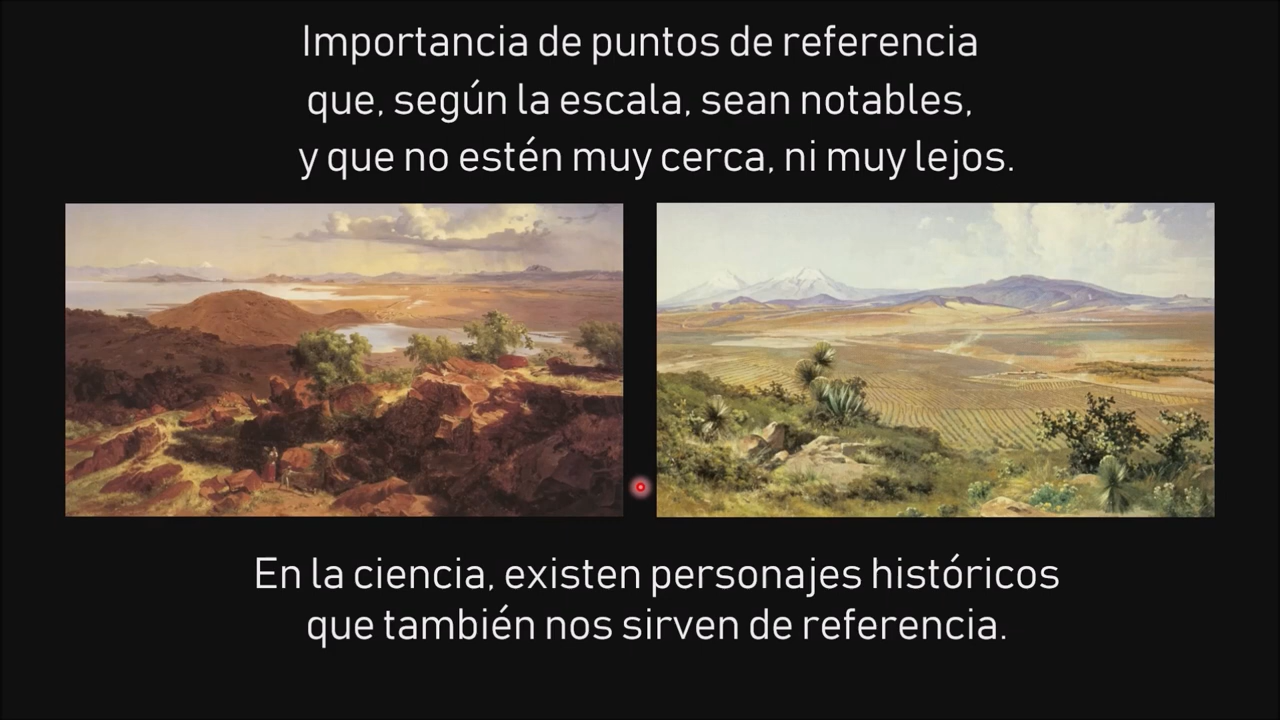 Importancia de puntos de referencia
que, según la escala, sean notables,
y que no estén muy cerca, ni muy lejos.
En la ciencia, existen personajes históricos
que también nos sirven de referencia.